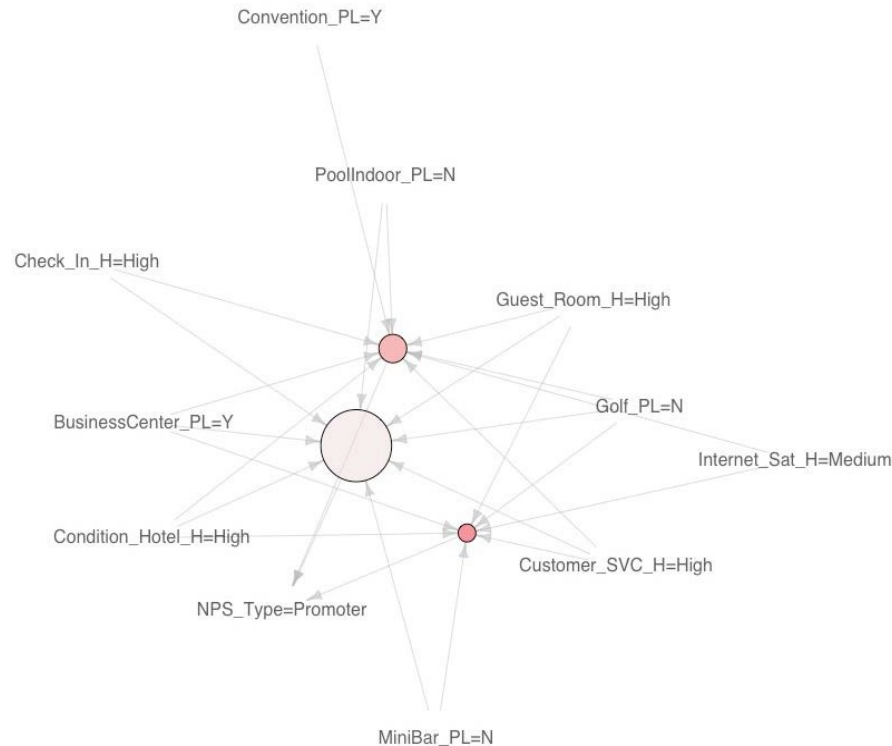 Convention_PL=Y
PoolIndoor_PL=N
Check_In_H=High
Guest_Room_H=High
Golf_PL=N
BusinessCenter_PL=Y
Internet_Sat_H=Medium
Condition_Hotel_H=High
Customer_SVC_H=High
NPS_Type=Promoter
MiniBar_PL=N